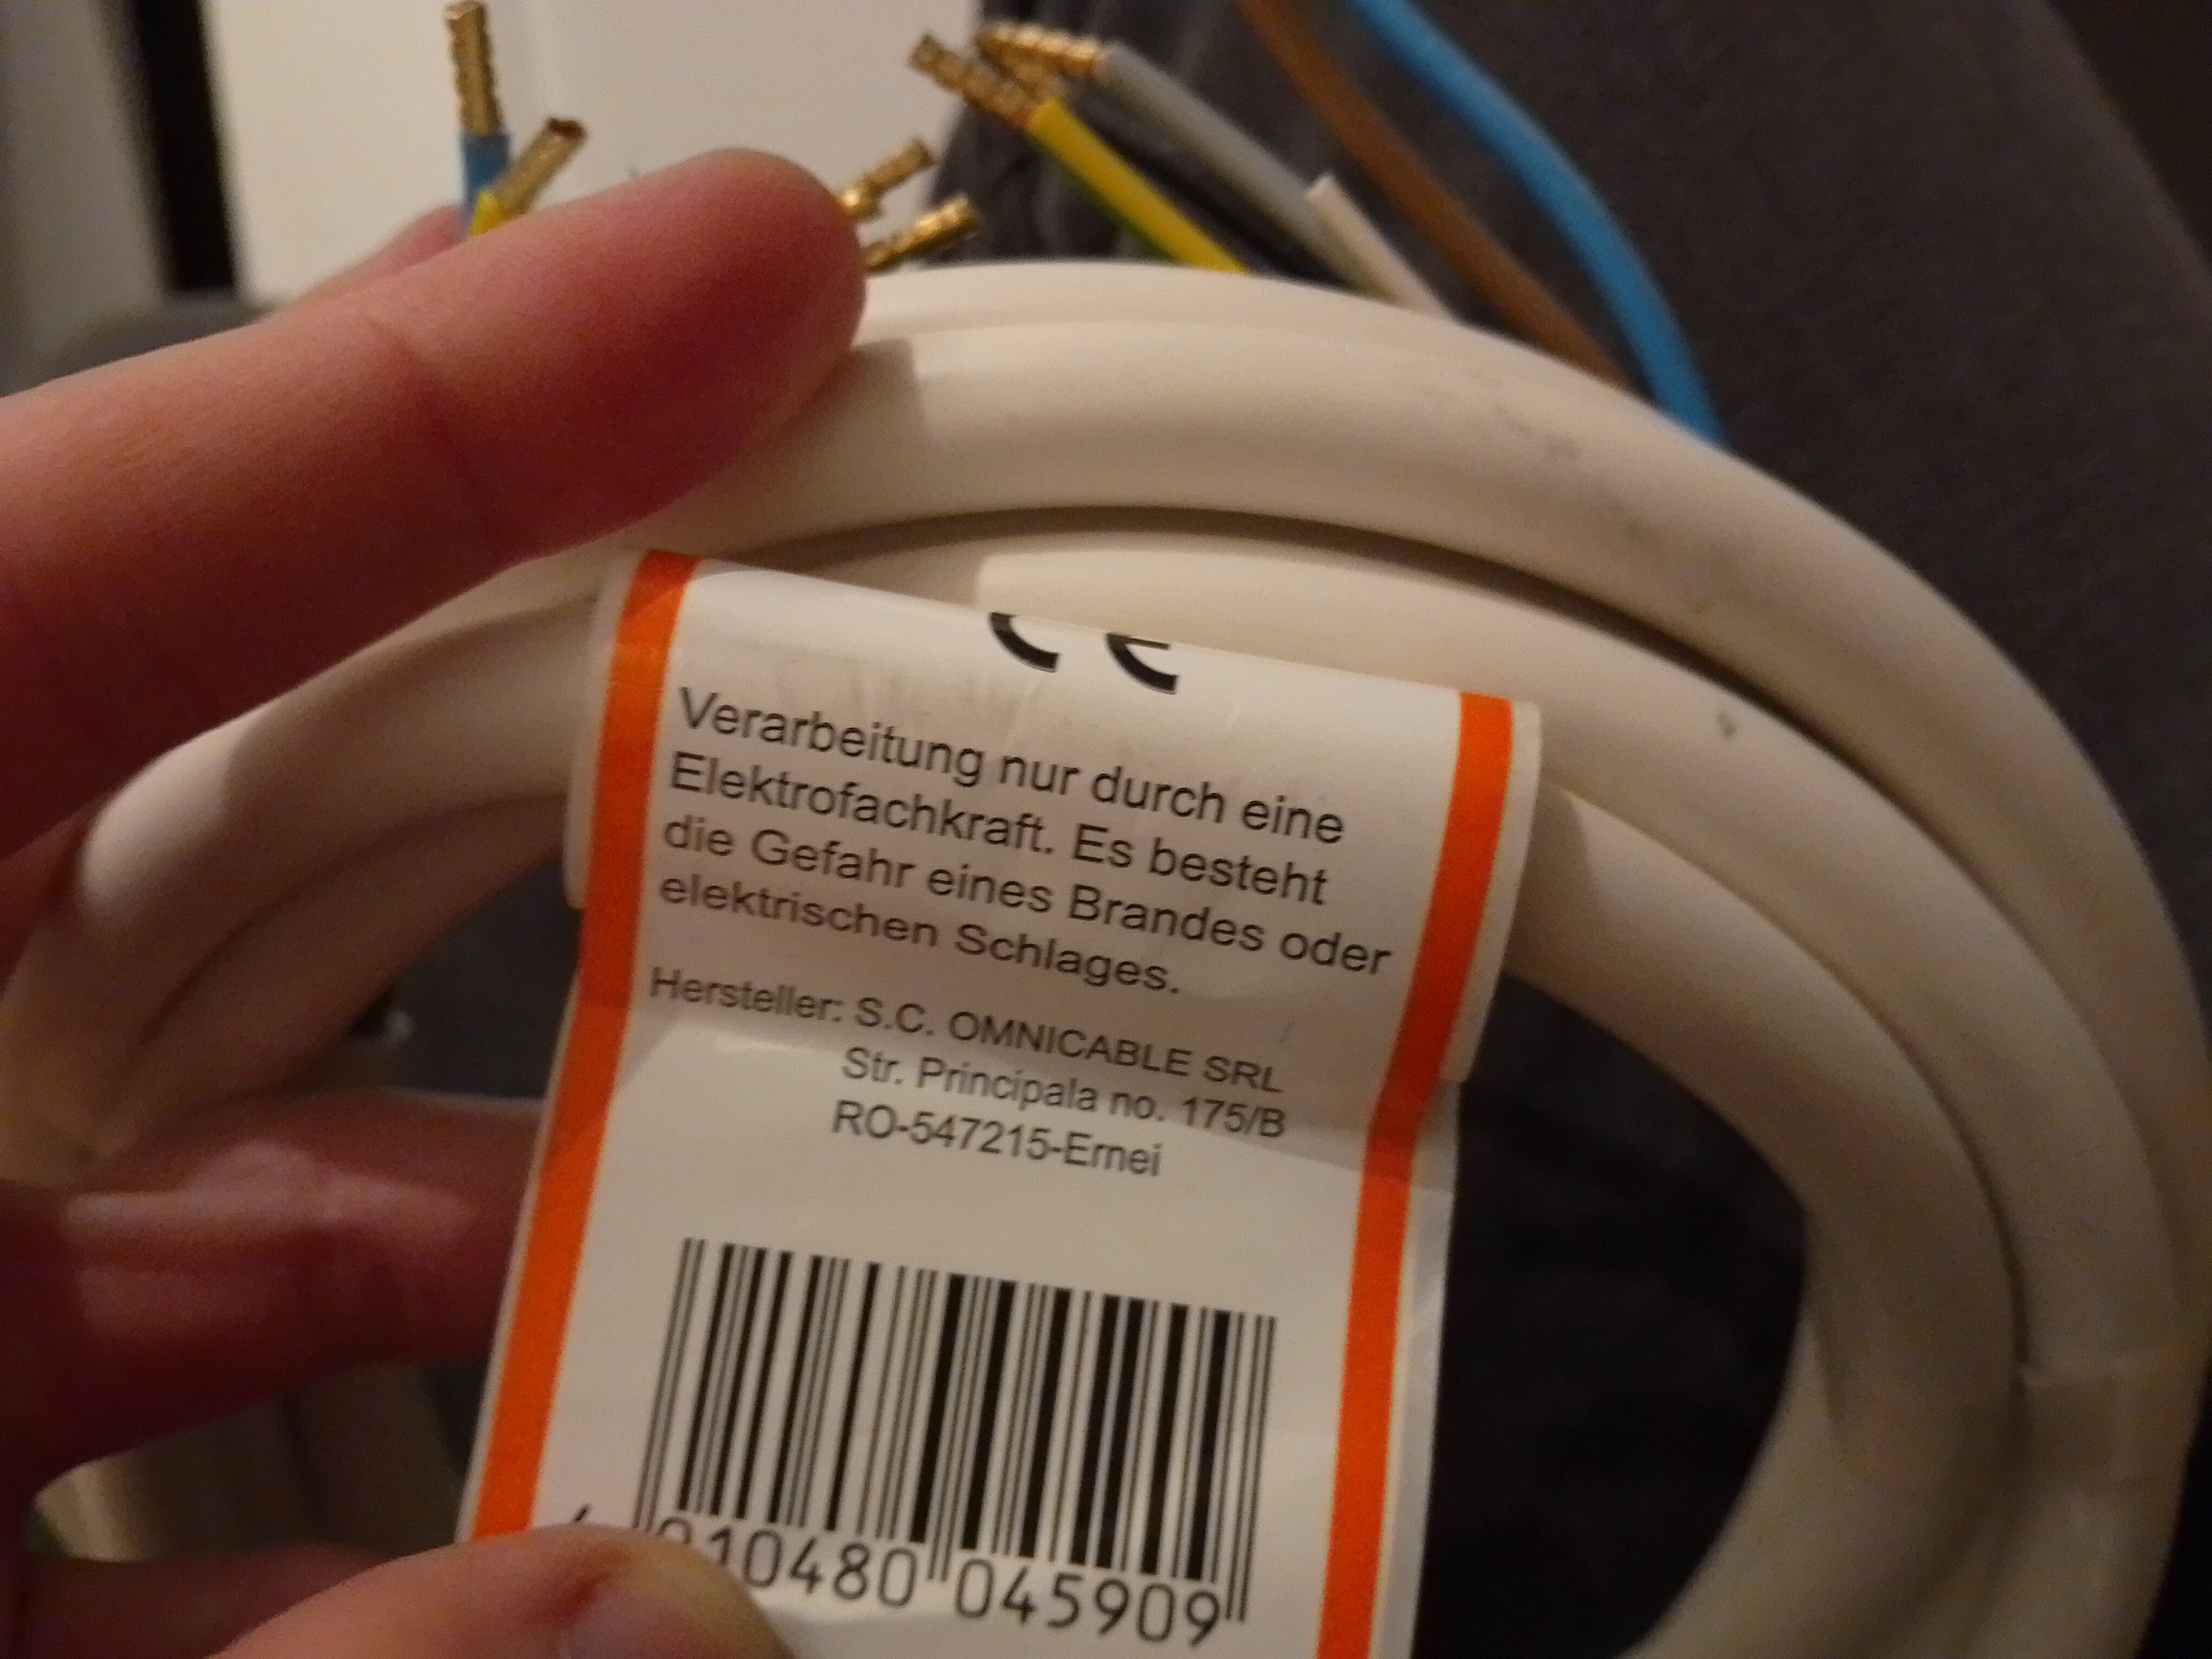 CE
Verarbeitung nur durch eine
Elektrofachkraft. Es besteht
die Gefahr eines Brandes oder
elektrischen Schlages.
Hersteller: S.C. OMNICABLE SRL
Str. Principala no. 175/B
RO-547215-Ernei
010480 045909